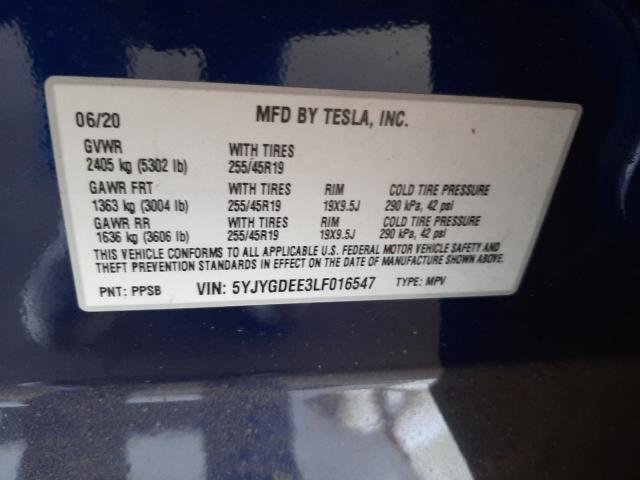 06/20 MFD BY TESLA, INC.
GVWR WITH TIRES
2405 kg (5302 lb) 255/45R19
GAWR FRT WITH TIRES RIM COLD TIRE PRESSURE
1363 kg (3004 lb) 255/45R19 19X9.5J 290 kPa, 42 psi
GAWR RR WITH TIRES RIM COLD TIRE PRESSURE
1636 kg (3606 lb) 255/45R19 19X9.5J 290 kPa, 42 psi
THIS VEHICLE CONFORMS TO ALL APPLICABLE U.S. FEDERAL MOTOR VEHICLE SAFETY AND
THEFT PREVENTION STANDARDS IN EFFECT ON THE DATE OF MANUFACTURE SHOWN ABOVE.
PNT: PPSB VIN: 5YJYGDEE3LF016547 TYPE: MPV